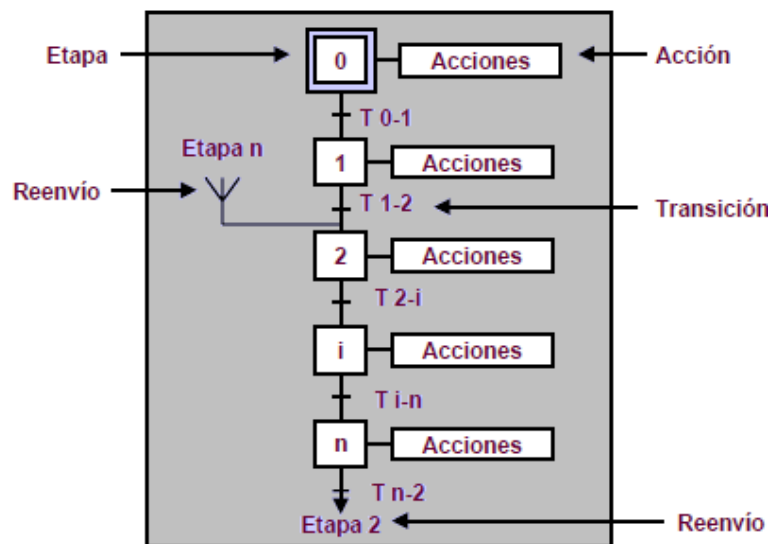 Etapa
0
Acciones
Acción
T 0-1
Etapa n
1
Acciones
Reenvío
T 1-2
Transición
2
Acciones
T 2-i
i
Acciones
T i-n
n
Acciones
T n-2
Etapa 2
Reenvío